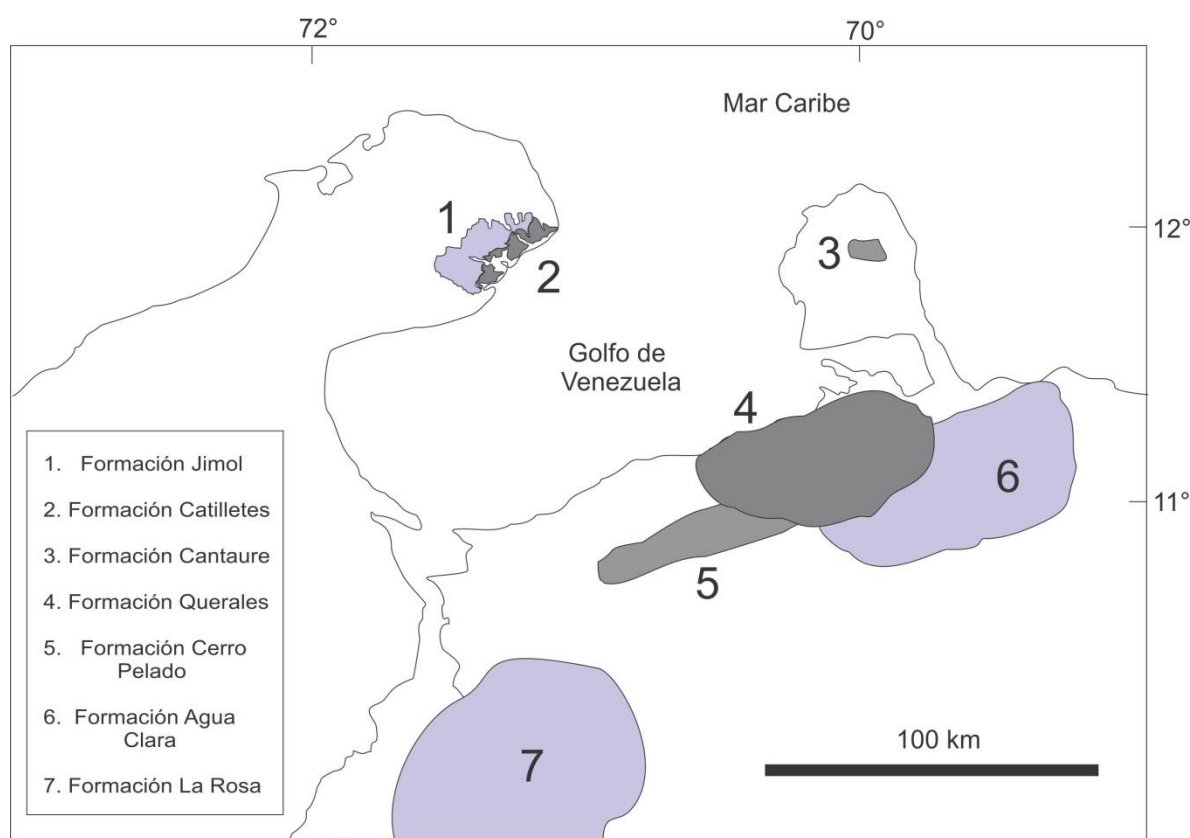 72°
70°
Mar Caribe
1
2
3
12°
Golfo de
Venezuela
4
6
11°
5
7
100 km
1. Formación Jimol
2. Formación Catilletes
3. Formación Cantaure
4. Formación Querales
5. Formación Cerro
Pelado
6. Formación Agua
Clara
7. Formación La Rosa